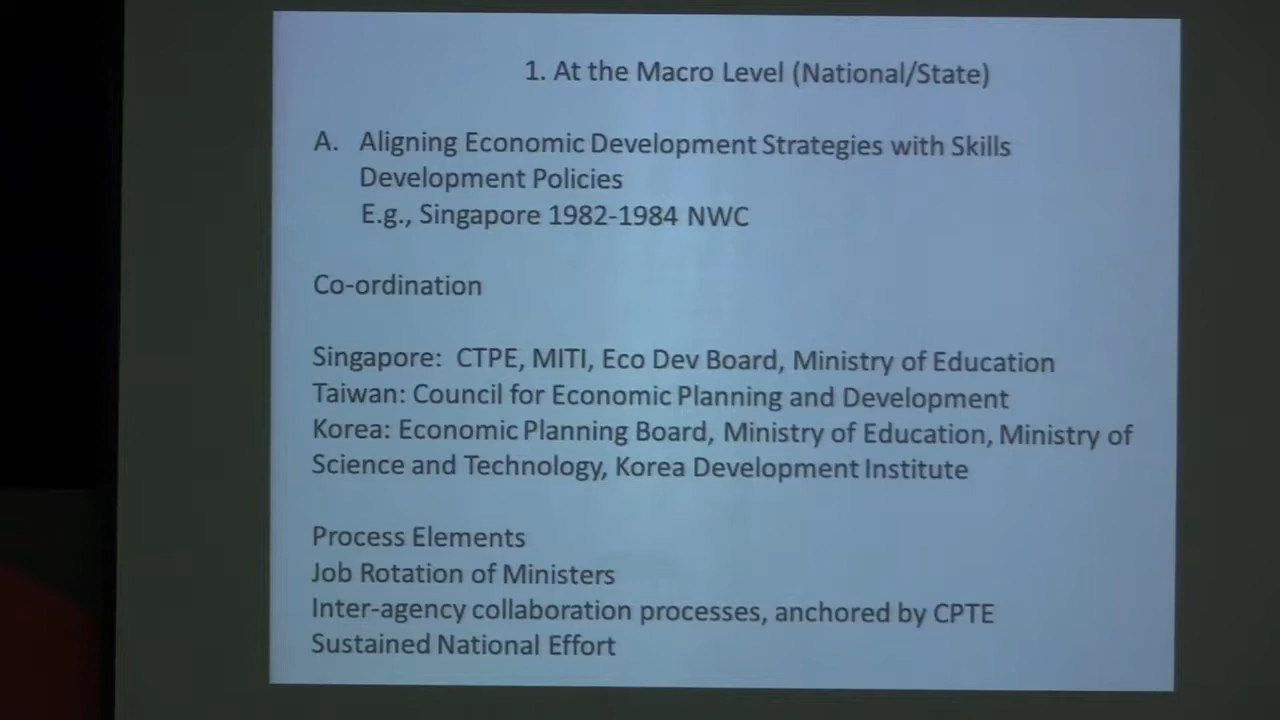 1. At the Macro Level (National/State)
A. Aligning Economic Development Strategies with Skills
Development Policies
E.g., Singapore 1982-1984 NWC
Co-ordination
Singapore: CTPE, MITI, Eco Dev Board, Ministry of Education
Taiwan: Council for Economic Planning and Development
Korea: Economic Planning Board, Ministry of Education, Ministry of
Science and Technology, Korea Development Institute
Process Elements
Job Rotation of Ministers
Inter-agency collaboration processes, anchored by CPTE
Sustained National Effort